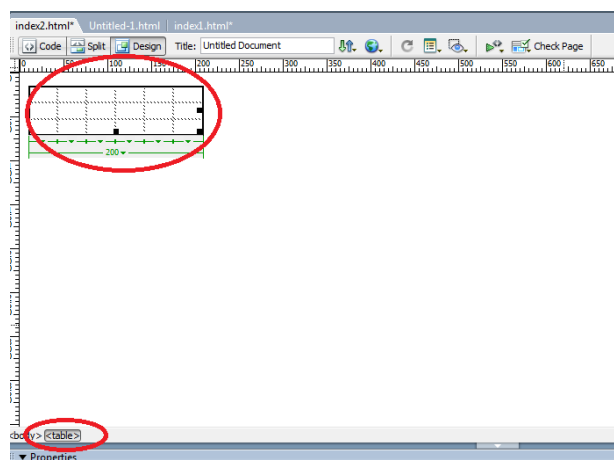 index2.html* Untitled-1.html index1.html*
Code Split Design Title: Untitled Document Check Page
0 50 100 150 200 250 300 350 400 450 500 550 600 650
200
<body> <table>
Properties